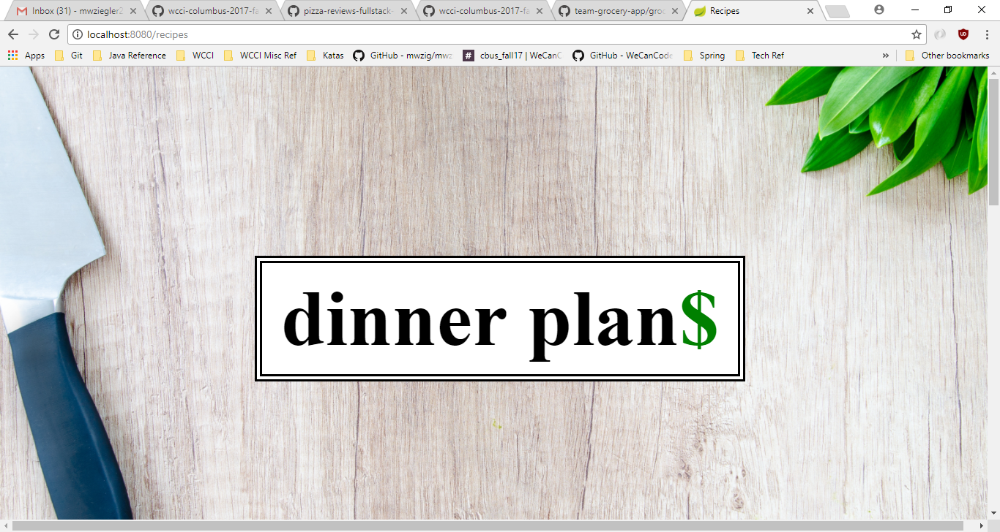 Inbox (31) - mwziegler2
wcci-columbus-2017-fa
pizza-reviews-fullstack-
wcci-columbus-2017-fa
team-grocery-app/groc
Recipes
localhost:8080/recipes
Apps
Git
Java Reference
WCCI
WCCI Misc Ref
Katas
GitHub - mwzig/mwz
# cbus_fall17 | WeCanC
GitHub - WeCanCode
Spring
Tech Ref
»
Other bookmarks
dinner plan$